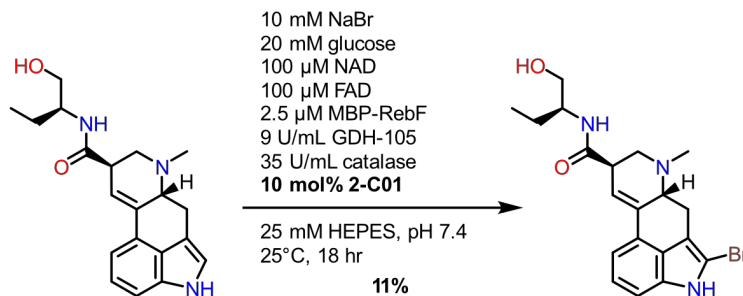 10 mM NaBr
20 mM glucose
100 µM NAD
100 µM FAD
2.5 µM MBP-RebF
9 U/mL GDH-105
35 U/mL catalase
10 mol% 2-C01
25 mM HEPES, pH 7.4
25°C, 18 hr
11%
HO
NH
O
N
H
NH
HO
NH
O
N
H
Br
NH